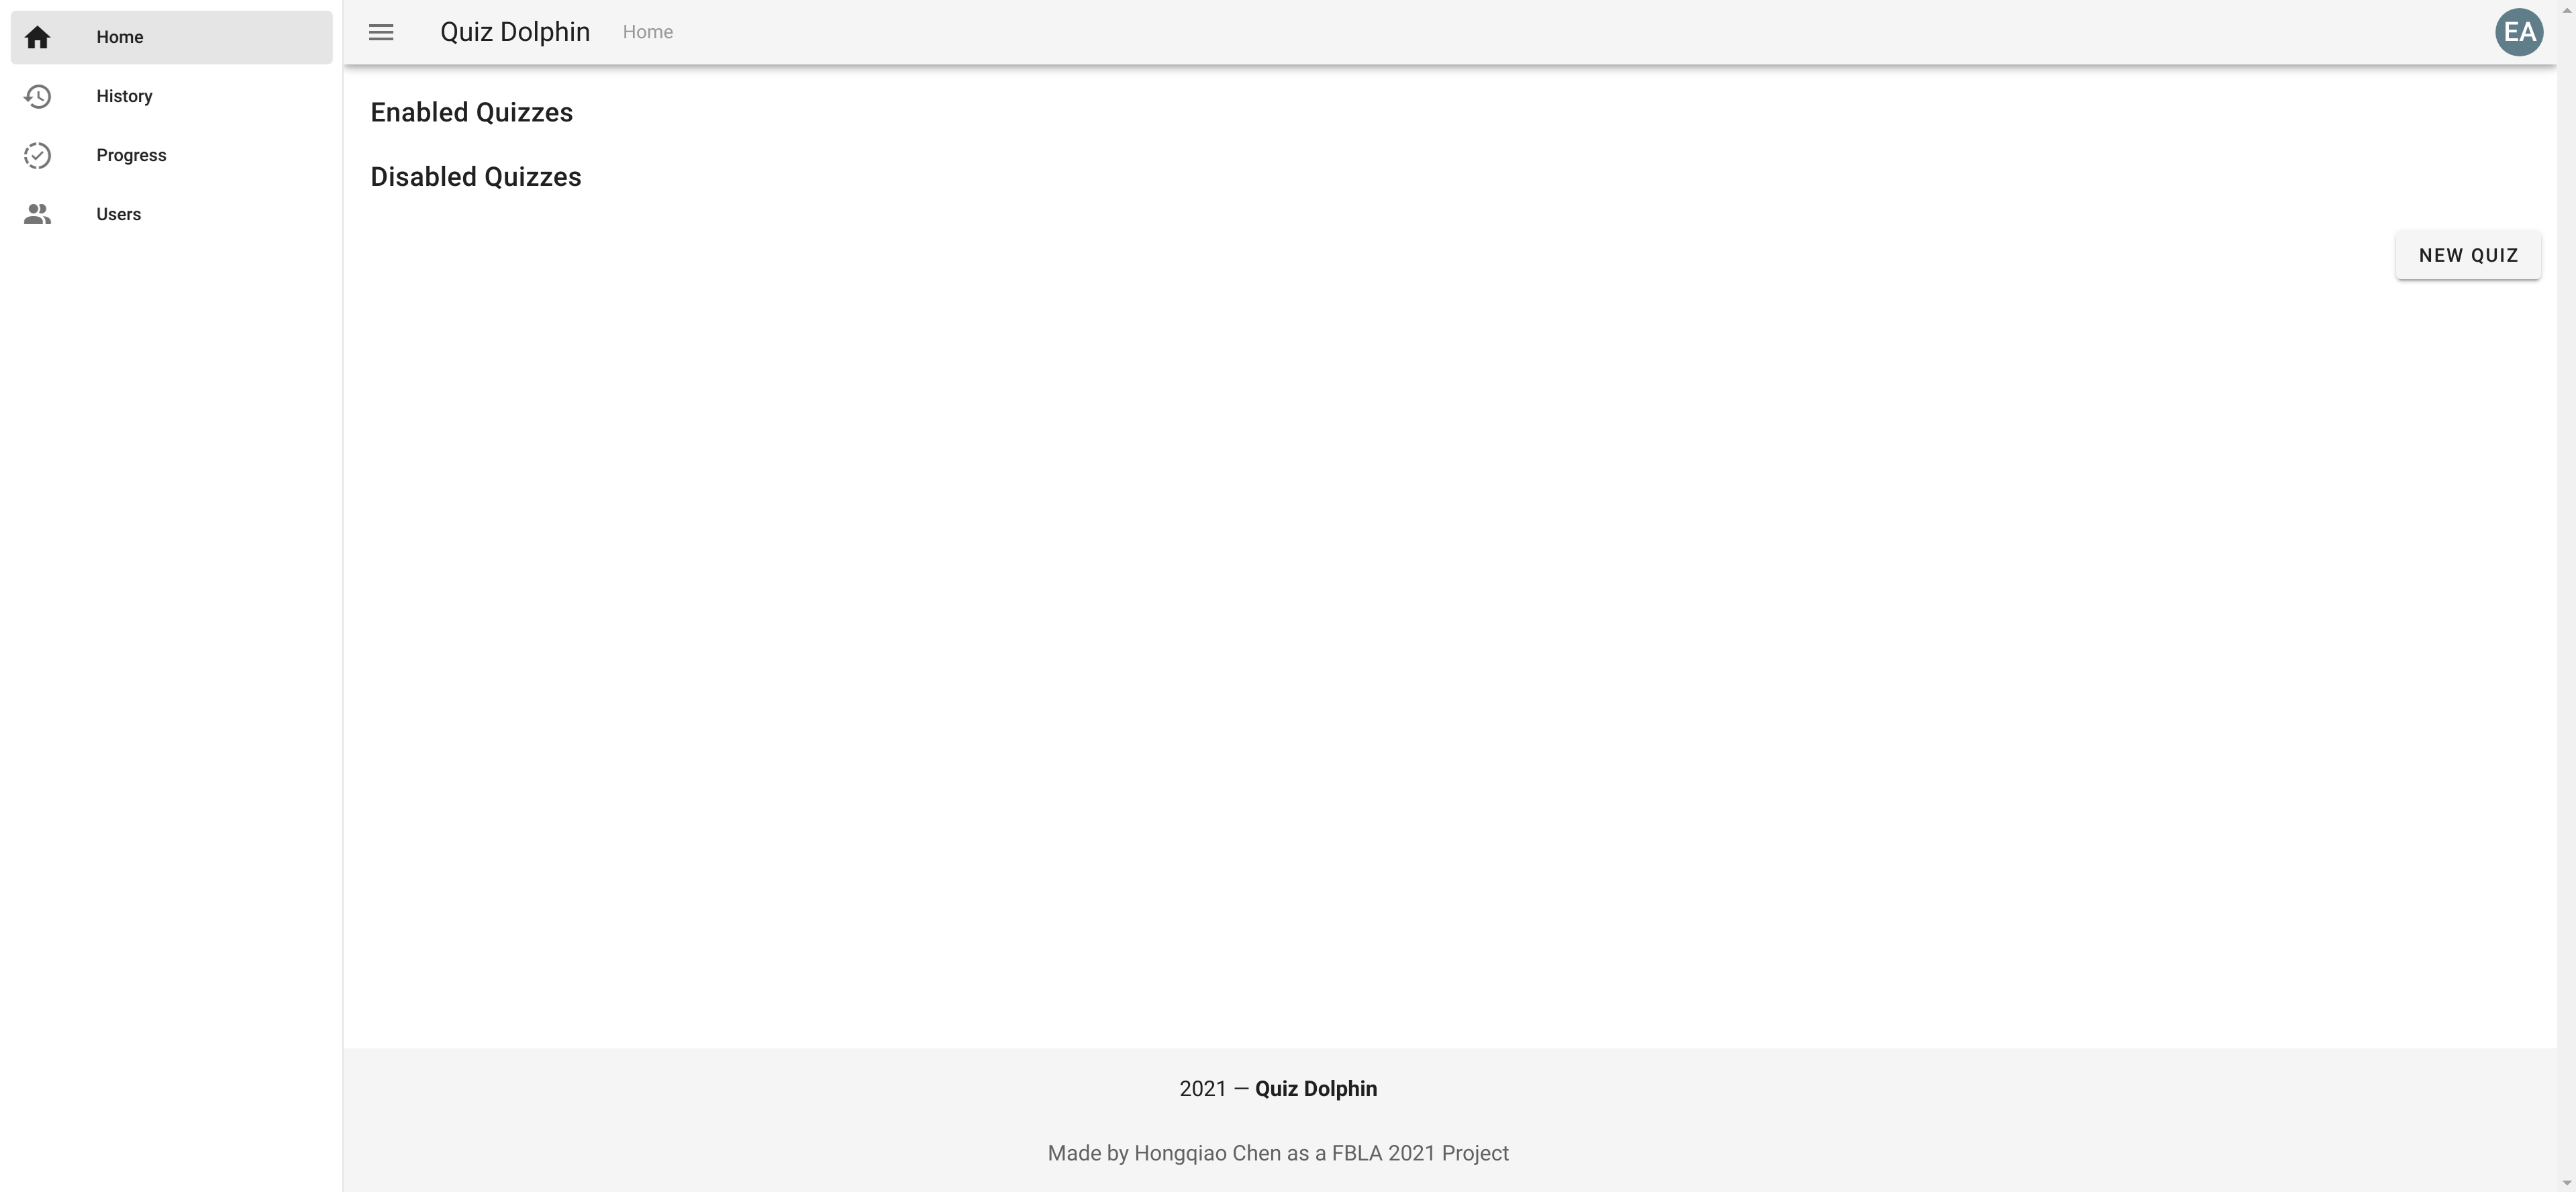 Home
History
Progress
Users
Quiz Dolphin Home
EA
Enabled Quizzes
Disabled Quizzes
NEW QUIZ
2021 — Quiz Dolphin
Made by Hongqiao Chen as a FBLA 2021 Project